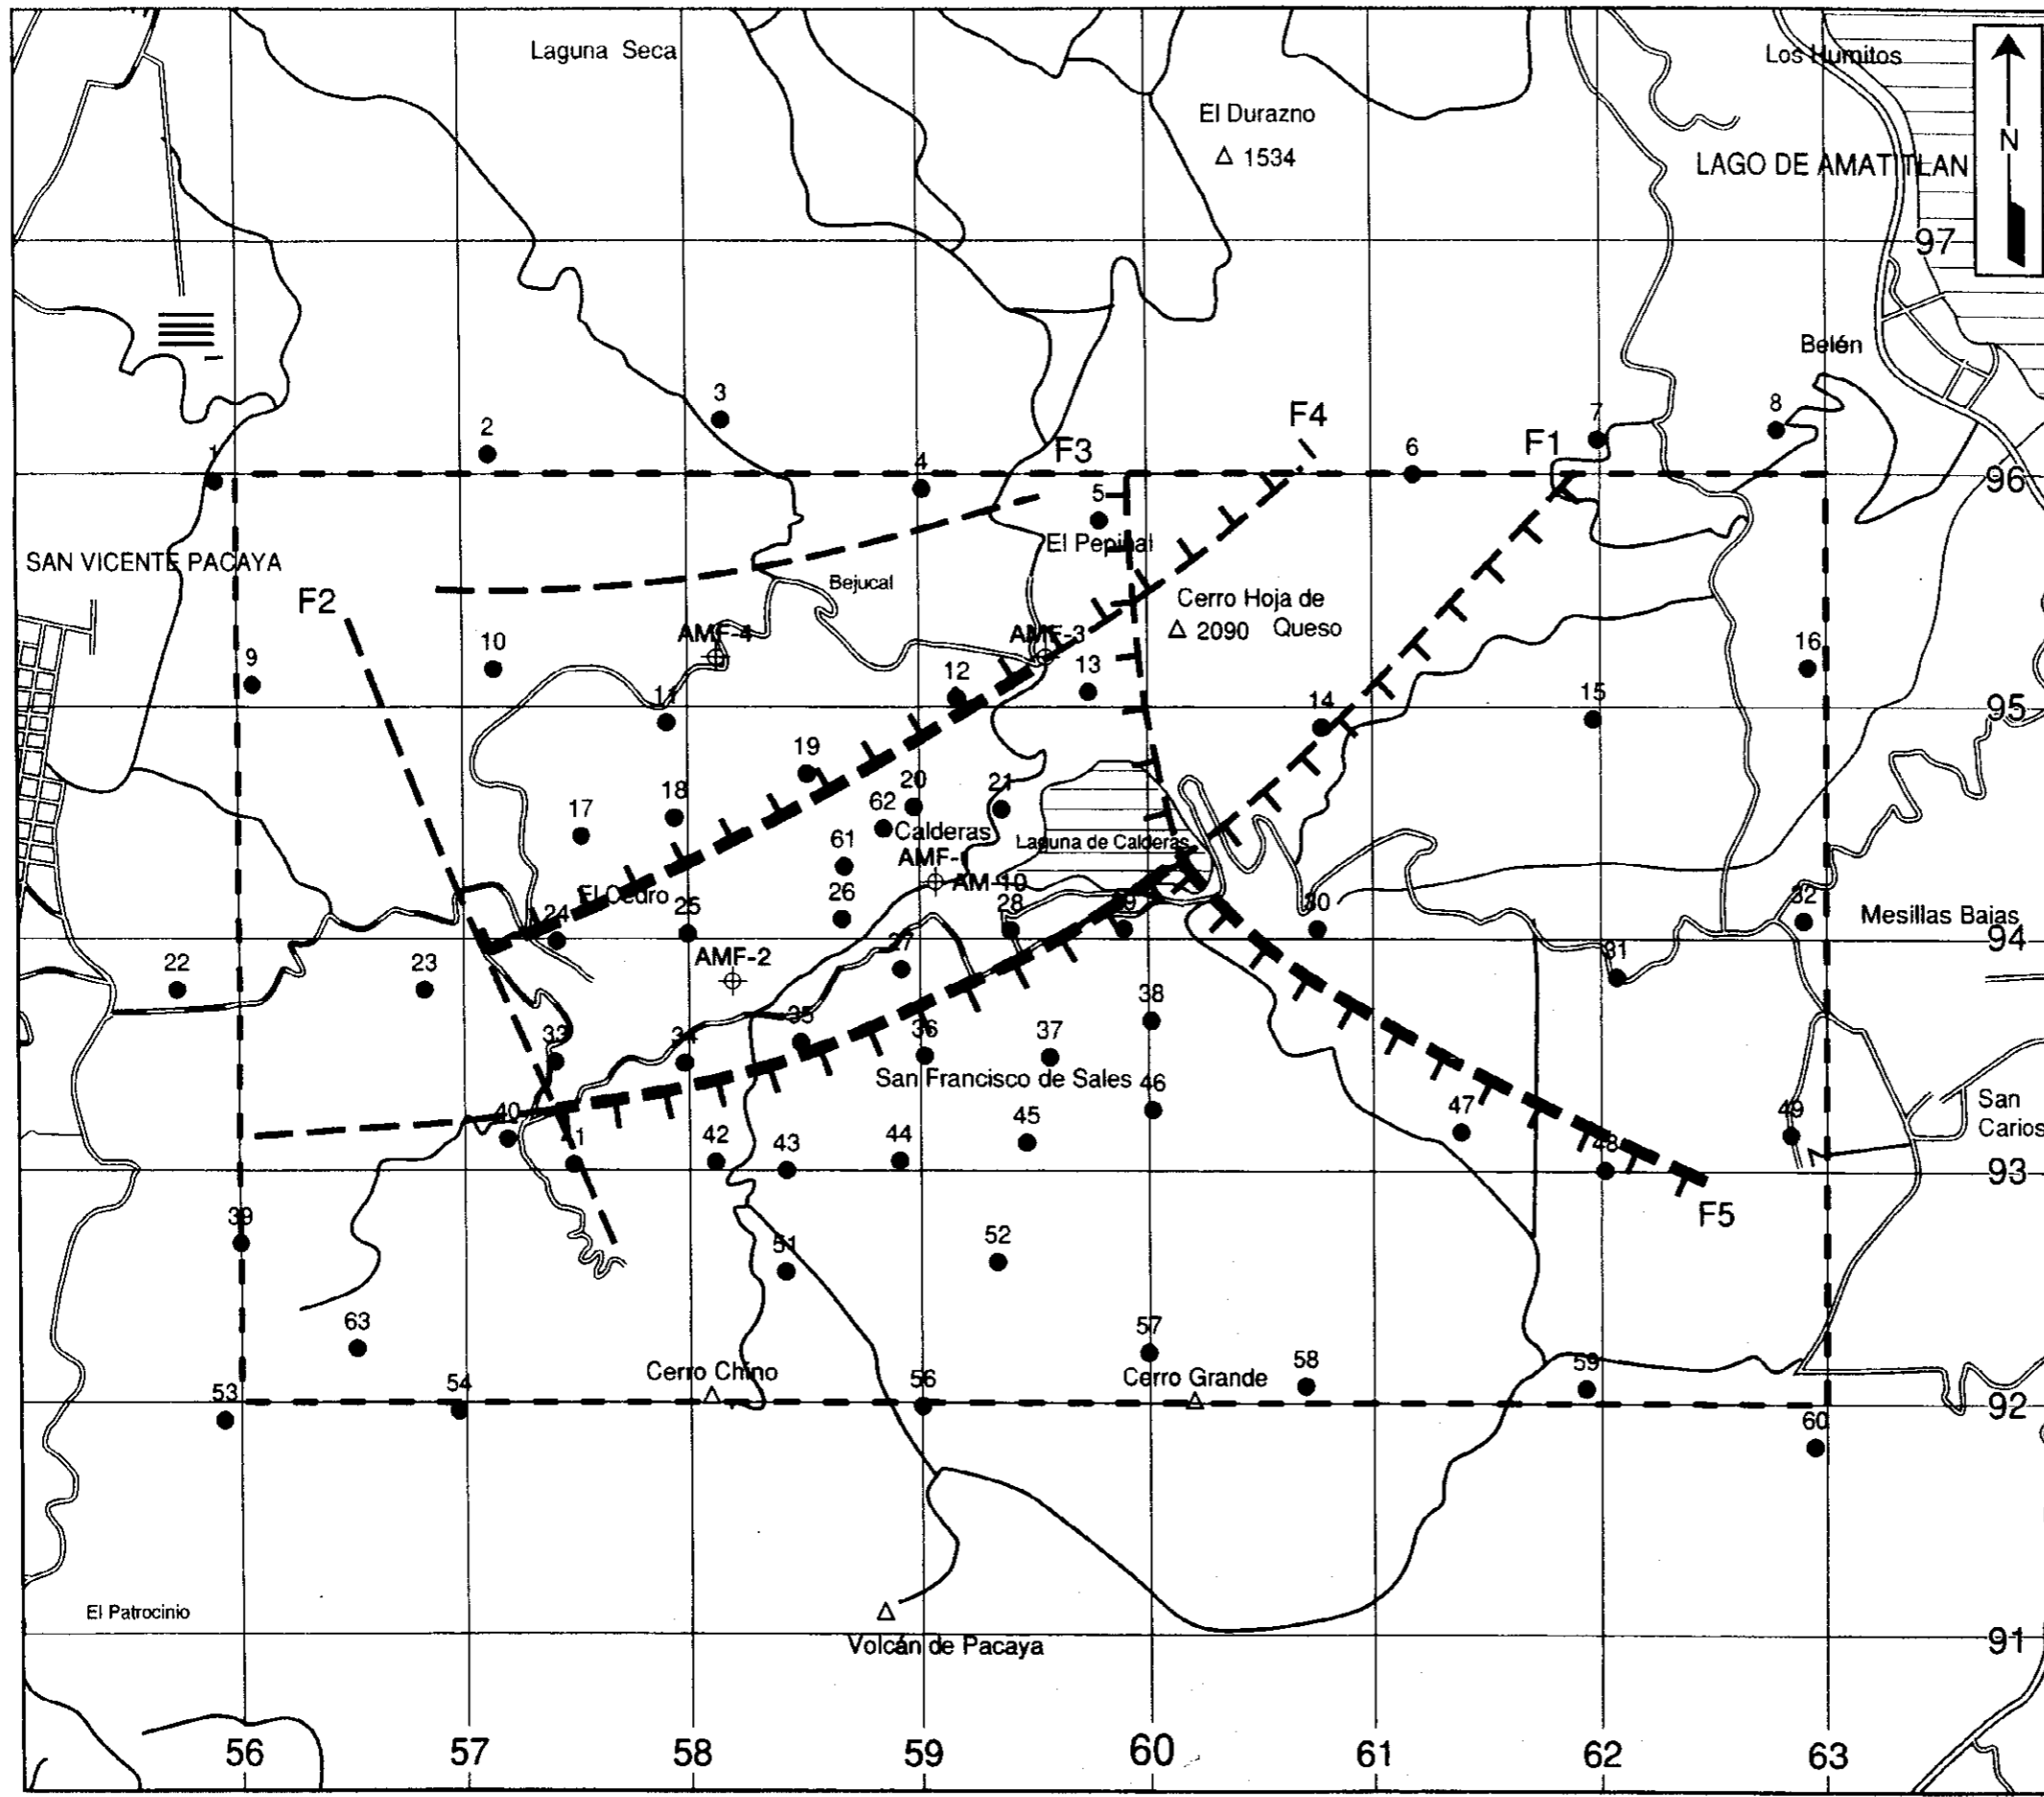 Laguna Seca
Los Humitos
El Durazno
△ 1534
N
LAGO DE AMATITLAN
97
Belén
3
F4
7
8
2
F3
F1
1
4
6
96
5
El Pepinal
SAN VICENTE PACAYA
Bejucal
F2
Cerro Hoja de
△ 2090 Queso
AMF-4
AMF-3
10
9
12
13
16
11
14
15
95
19
18
20
21
17
62
Calderas
Laguna de Calderas
61
AMF-1
AM-10
El Cedro
26
25
28
29
30
32
Mesillas Bajas
24
94
27
AMF-2
22
23
31
38
35
33
34
36
37
San Francisco de Sales
46
San
Carlos
40
41
42
43
44
45
47
48
49
93
F5
39
51
52
63
57
58
59
Cerro Chino
Cerro Grande
53
54
56
92
60
El Patrocinio
Volcán de Pacaya
91
56
57
58
59
60
61
62
63